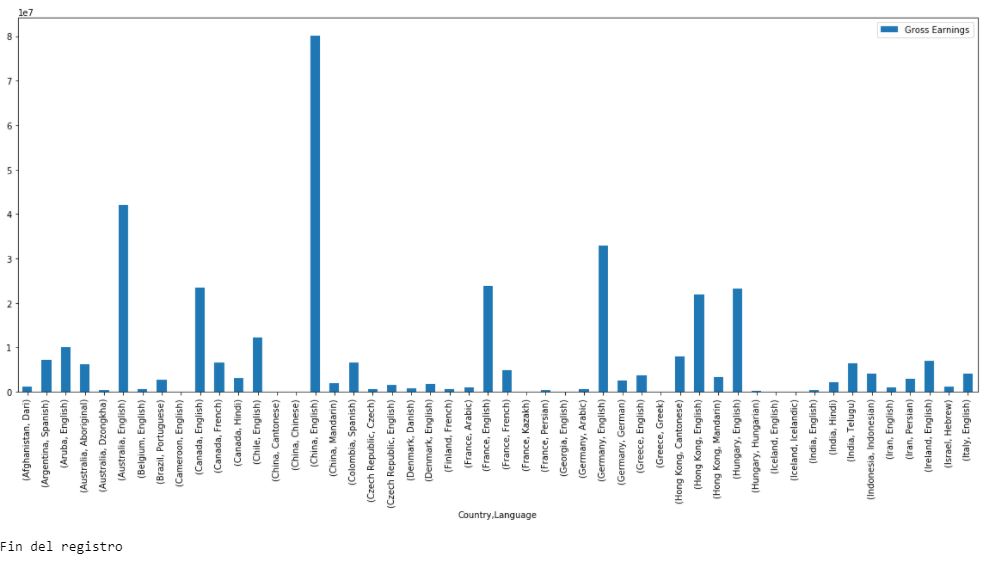 1e7
Gross Earnings
8
7
6
5
4
3
2
1
0
(Afghanistan, Dari)
(Argentina, Spanish)
(Aruba, English)
(Australia, Aboriginal)
(Australia, Dzongkha)
(Australia, English)
(Belgium, English)
(Brazil, Portuguese)
(Cameroon, English)
(Canada, English)
(Canada, French)
(Canada, Hindi)
(Chile, English)
(China, Cantonese)
(China, Chinese)
(China, English)
(China, Mandarin)
(Colombia, Spanish)
(Czech Republic, Czech)
(Czech Republic, English)
(Denmark, Danish)
(Denmark, English)
(Finland, French)
(France, Arabic)
(France, English)
(France, French)
(France, Kazakh)
(France, Persian)
(Georgia, English)
(Germany, Arabic)
(Germany, English)
(Germany, German)
(Greece, English)
(Greece, Greek)
(Hong Kong, Cantonese)
(Hong Kong, English)
(Hong Kong, Mandarin)
(Hungary, English)
(Hungary, Hungarian)
(Iceland, English)
(Iceland, Icelandic)
(India, English)
(India, Hindi)
(India, Telugu)
(Indonesia, Indonesian)
(Iran, English)
(Iran, Persian)
(Ireland, English)
(Israel, Hebrew)
(Italy, English)
Country,Language
Fin del registro